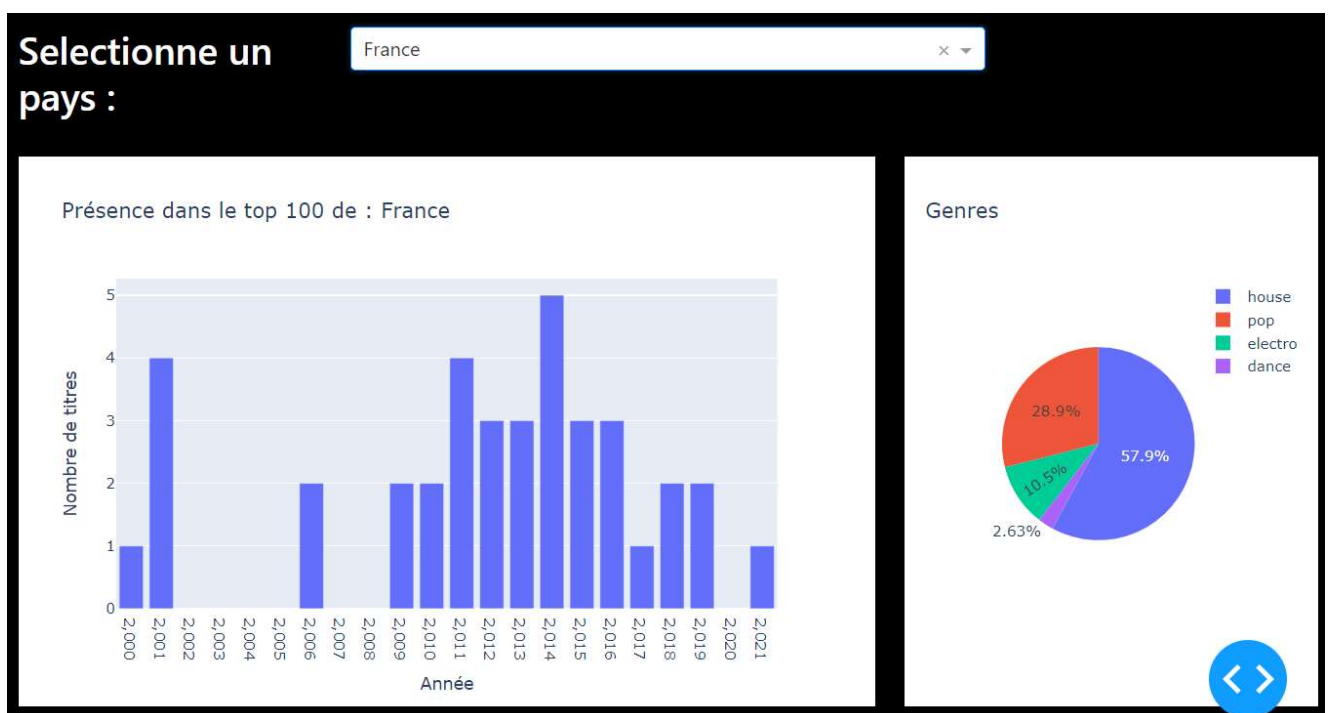 Selectionne un
pays :
France
Présence dans le top 100 de : France
5
4
3
2
1
0
Nombre de titres
2,000
2,001
2,002
2,003
2,004
2,005
2,006
2,007
2,008
2,009
2,010
2,011
2,012
2,013
2,014
2,015
2,016
2,017
2,018
2,019
2,020
2,021
Année
Genres
house
pop
electro
dance
28.9%
57.9%
10.5%
2.63%